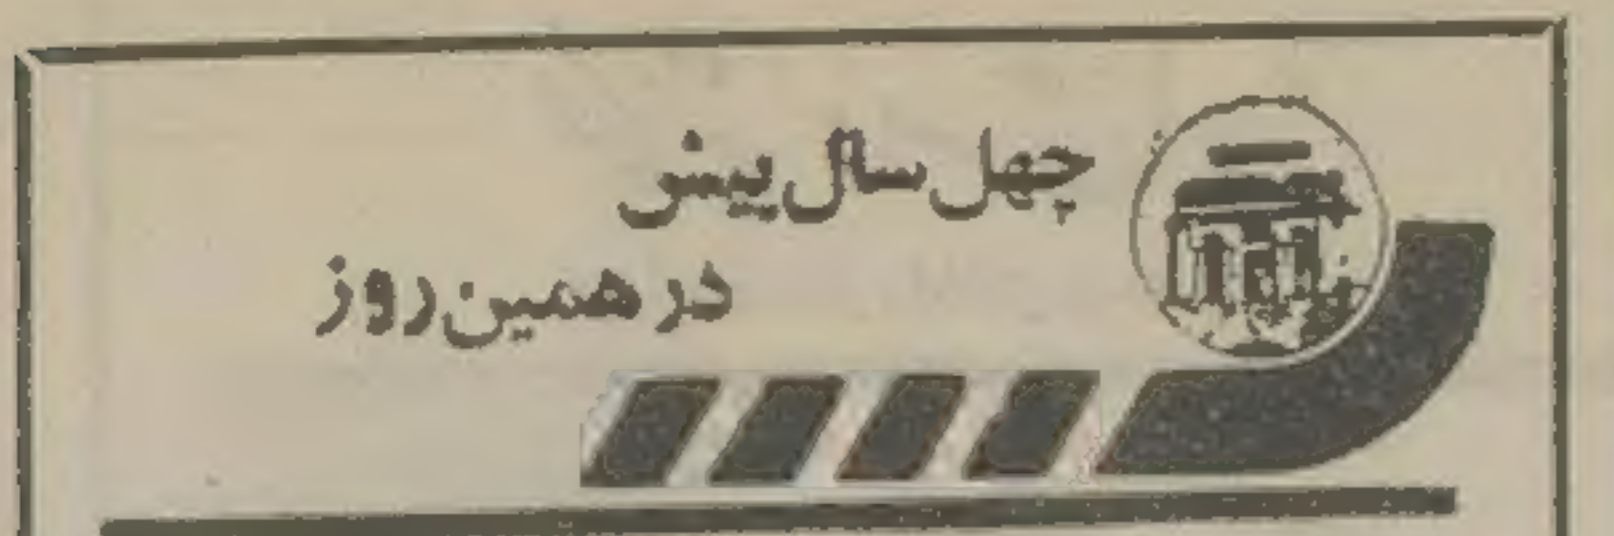 چهل سال پیش
در همین روز